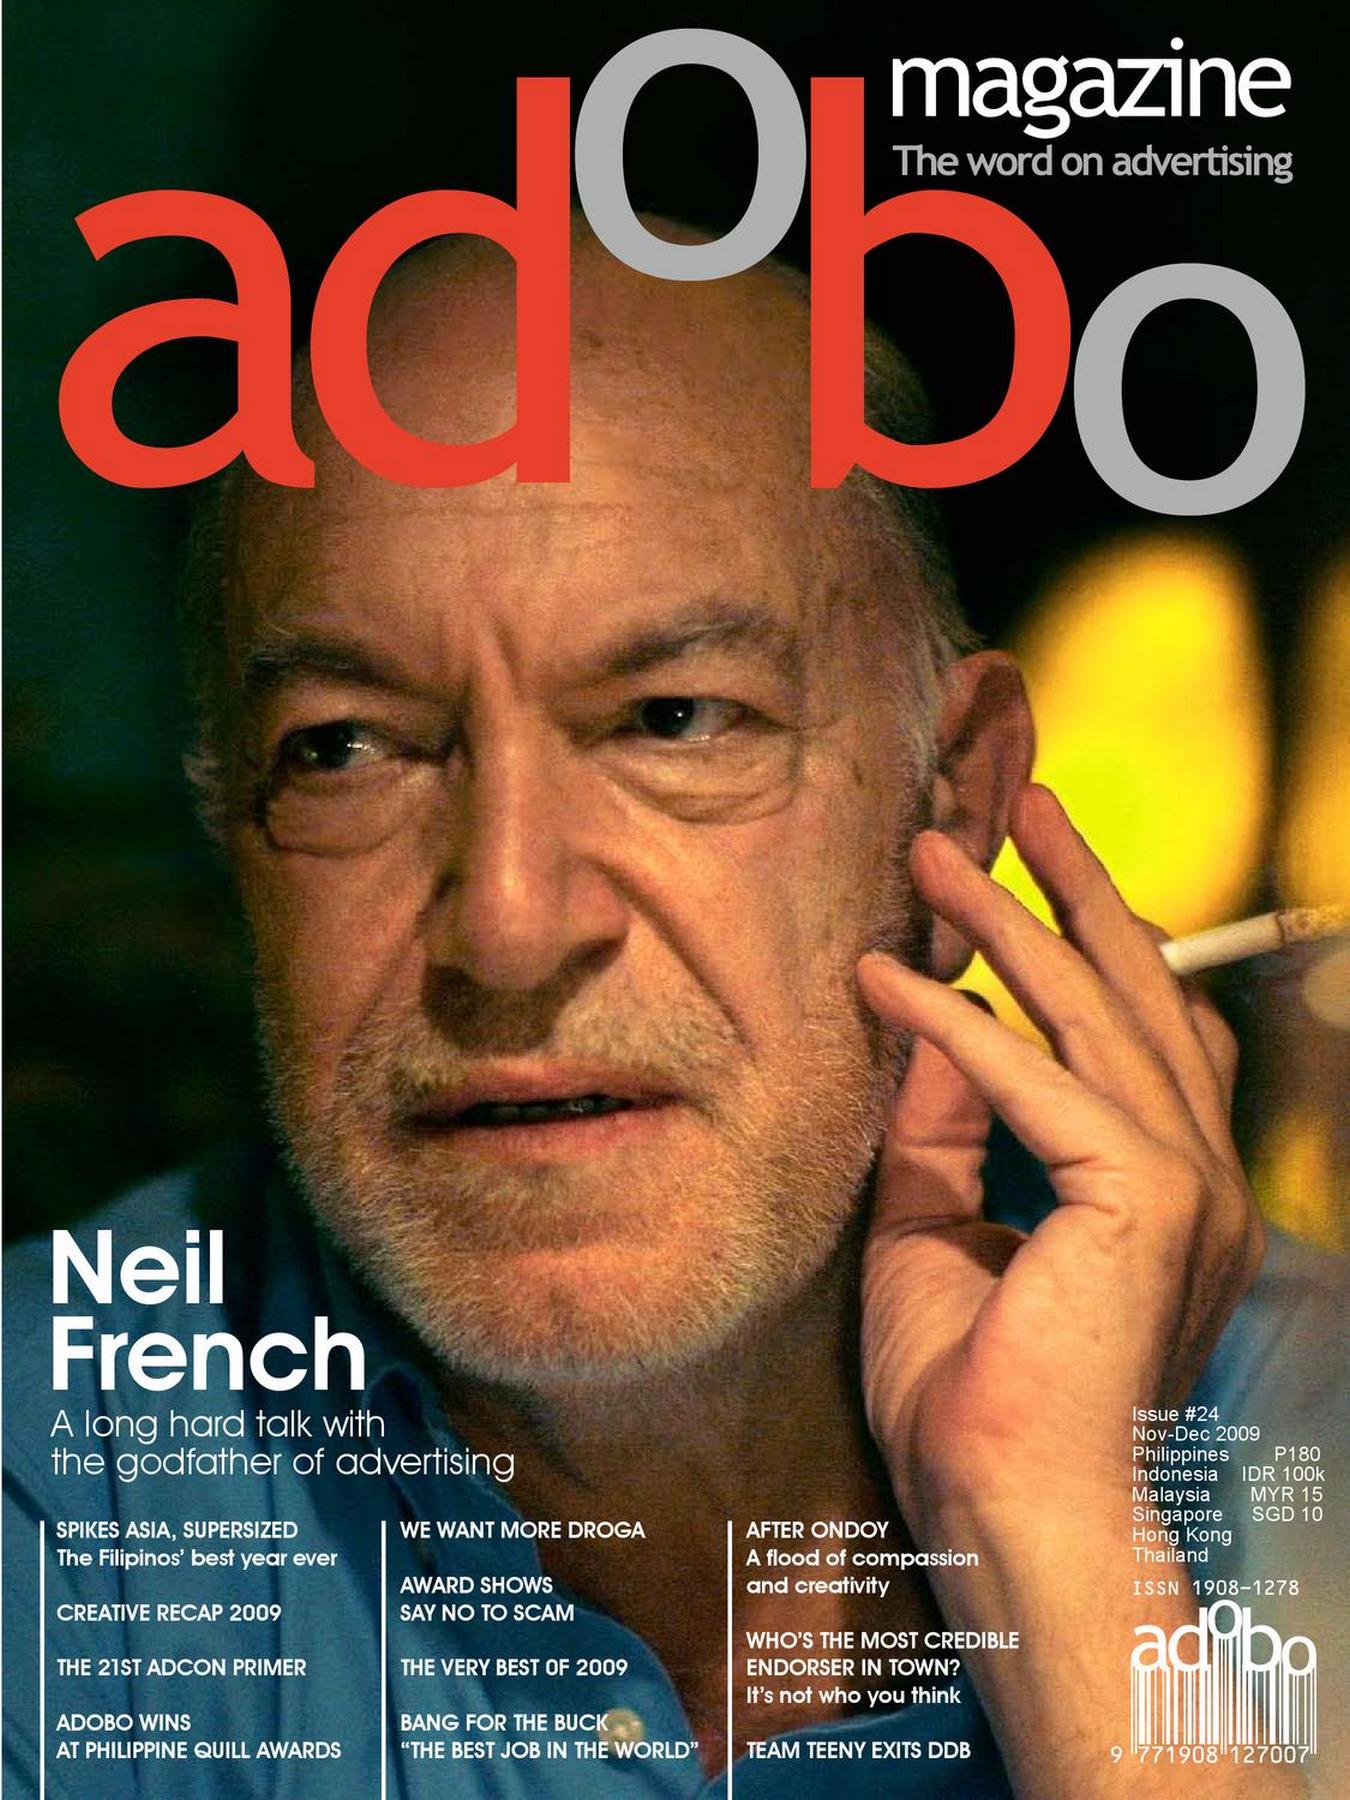 magazine
The word on advertising
adobo
Neil
French
A long hard talk with
the godfather of advertising
SPIKES ASIA, SUPERSIZED
The Filipinos' best year ever
CREATIVE RECAP 2009
THE 21ST ADCON PRIMER
ADOBO WINS
AT PHILIPPINE QUILL AWARDS
WE WANT MORE DROGA
AWARD SHOWS
SAY NO TO SCAM
THE VERY BEST OF 2009
BANG FOR THE BUCK
“THE BEST JOB IN THE WORLD”
AFTER ONDOY
A flood of compassion
and creativity
WHO'S THE MOST CREDIBLE
ENDORSER IN TOWN?
It's not who you think
TEAM TEENY EXITS DDB
Issue #24
Nov-Dec 2009
Philippines P180
Indonesia IDR 100k
Malaysia MYR 15
Singapore SGD 10
Hong Kong
Thailand
ISSN 1908-1278
adobo
9 771908 127007